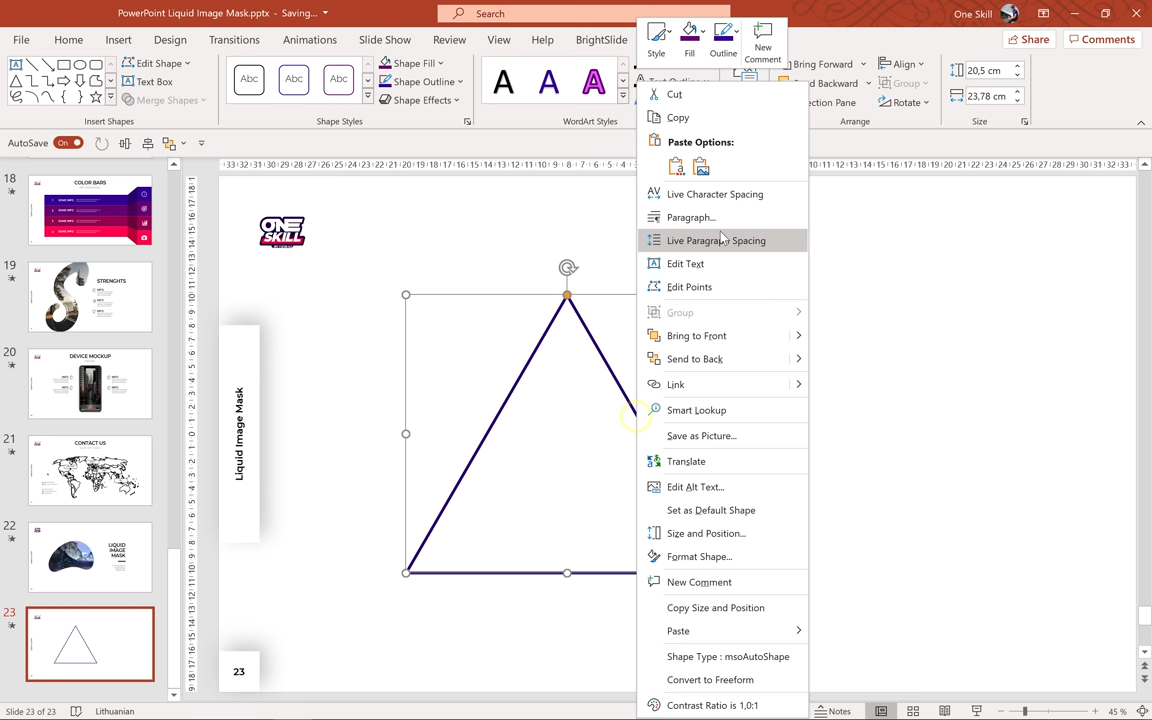 PowerPoint Liquid Image Mask.pptx - Saving...
Search
One Skill
File Home Insert Design Transitions Animations Slide Show Review View Help BrightSlide
Share Comments
Edit Shape
Text Box
Merge Shapes
Insert Shapes
Abc Abc Abc
Shape Fill
Shape Outline
Shape Effects
Shape Styles
A A A
WordArt Styles
Style Fill Outline New Comment
Bring Forward
Align
Group
Rotate
Arrange
20,5 cm
23,78 cm
Size
AutoSave On
Cut
Copy
Paste Options:
Live Character Spacing
Paragraph...
Live Paragraph Spacing
Edit Text
Edit Points
Group
Bring to Front
Send to Back
Link
Smart Lookup
Save as Picture...
Translate
Edit Alt Text...
Set as Default Shape
Size and Position...
Format Shape...
New Comment
Copy Size and Position
Paste
Shape Type : msoAutoShape
Convert to Freeform
Contrast Ratio is 1,0:1
18
COLOR BARS
19
STRENGHTS
20
DEVICE MOCKUP
21
CONTACT US
22
LIQUID
IMAGE
MASK
23
ONE
SKILL
Liquid Image Mask
23
Slide 23 of 23
Lithuanian
Notes
45 %